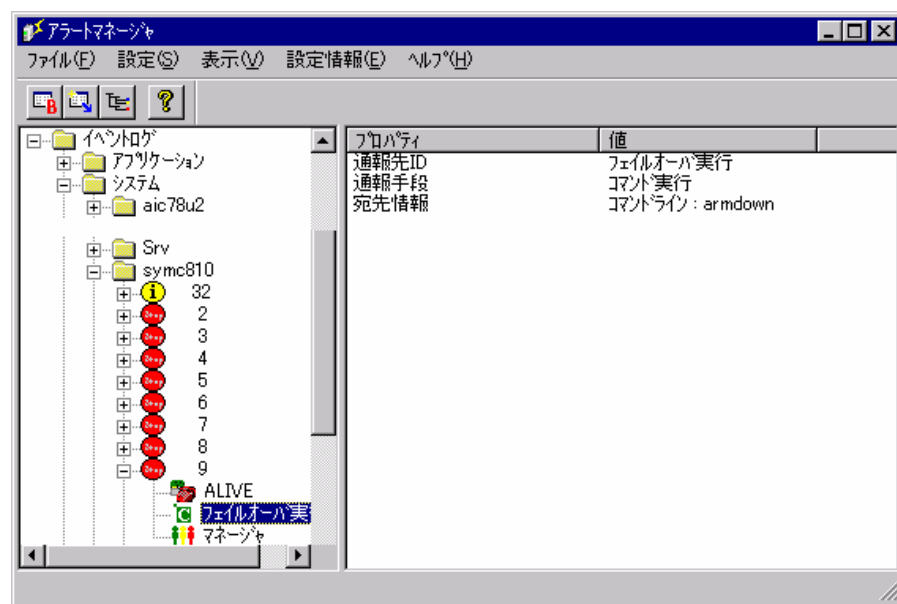 アラートマネージャ
ファイル(F) 設定(S) 表示(V) 設定情報(E) ヘルプ(H)
イベントログ
アプリケーション
システム
aic78u2
Srv
symc810
32
2
3
4
5
6
7
8
9
ALIVE
フェイルオーバ実
マネージャ
プロパティ 値
通報先ID フェイルオーバ実行
通報手段 コマンド実行
宛先情報 コマンドライン : armdown